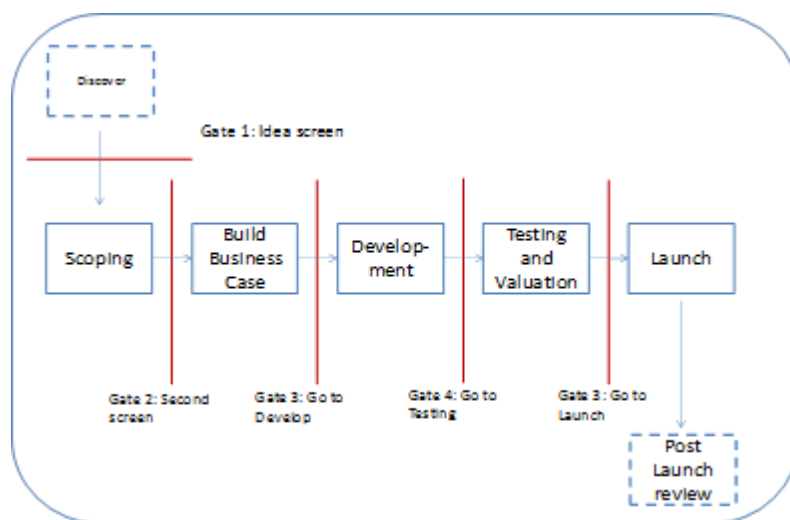 Discover
Gate 1: Idea screen
Scoping
Build
Business
Case
Develop-
ment
Testing
and
Valuation
Launch
Gate 2: Second
screen
Gate 3: Go to
Develop
Gate 4: Go to
Testing
Gate 3: Go to
Launch
Post
Launch
review